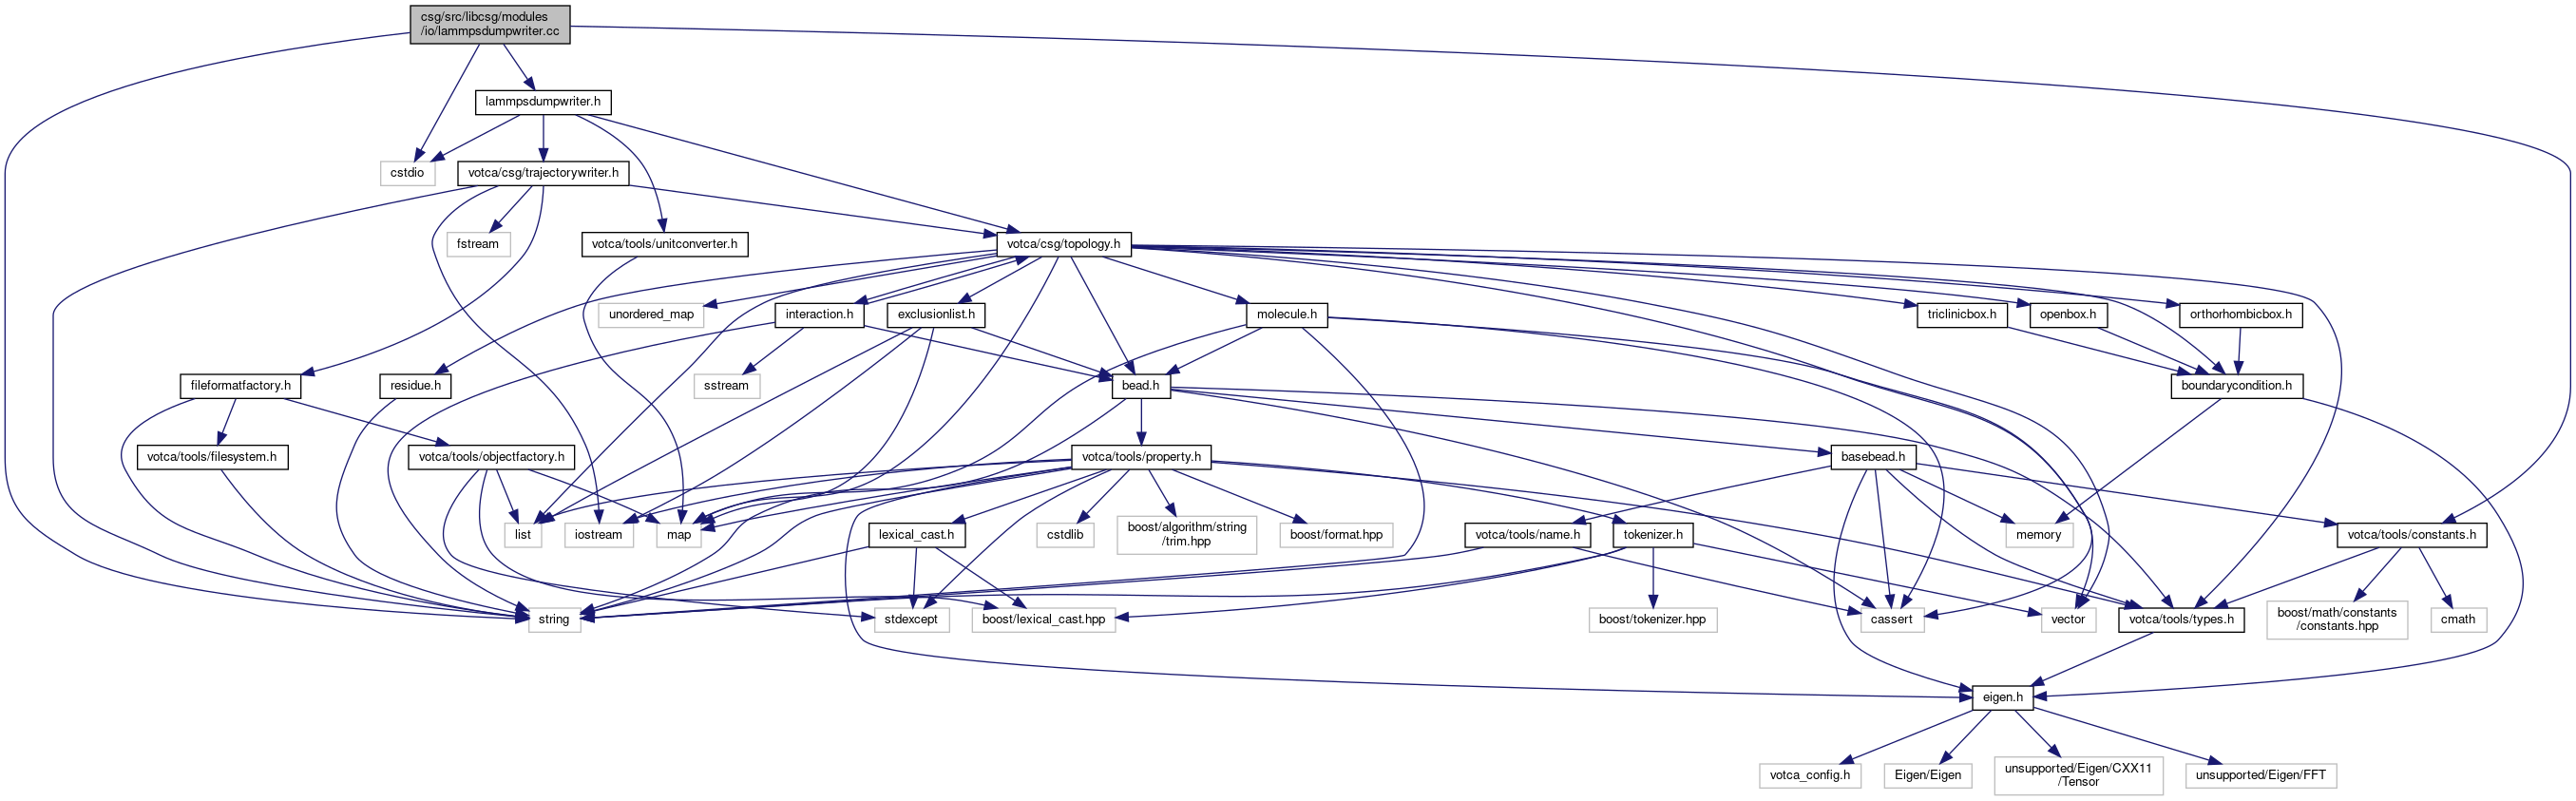 csg/src/libcsg/modules
/io/lammpsdumpwriter.cc
lammpsdumpwriter.h
cstdio
votca/csg/trajectorywriter.h
fstream
votca/tools/unitconverter.h
votca/csg/topology.h
unordered_map
interaction.h
exclusionlist.h
molecule.h
triclinicbox.h
openbox.h
orthorhombicbox.h
fileformatfactory.h
residue.h
sstream
bead.h
boundarycondition.h
votca/tools/filesystem.h
votca/tools/objectfactory.h
votca/tools/property.h
basebead.h
list
iostream
map
lexical_cast.h
cstdlib
boost/algorithm/string
/trim.hpp
boost/format.hpp
votca/tools/name.h
tokenizer.h
memory
votca/tools/constants.h
string
stdexcept
boost/lexical_cast.hpp
boost/tokenizer.hpp
cassert
vector
votca/tools/types.h
boost/math/constants
/constants.hpp
cmath
eigen.h
votca_config.h
Eigen/Eigen
unsupported/Eigen/CXX11
/Tensor
unsupported/Eigen/FFT